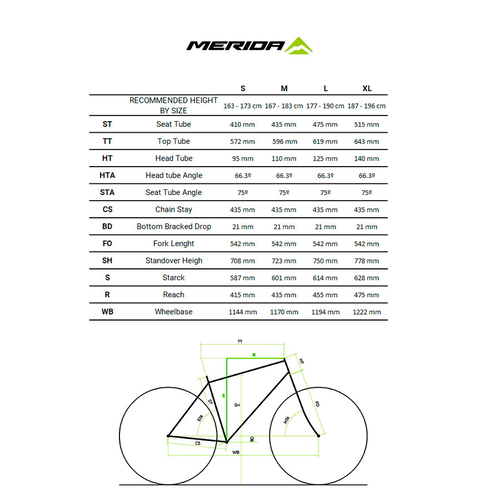 MERIDA
S M L XL
RECOMMENDED HEIGHT BY SIZE 163 - 173 cm 167 - 183 cm 177 - 190 cm 187 - 196 cm
ST Seat Tube 410 mm 435 mm 475 mm 515 mm
TT Top Tube 572 mm 596 mm 619 mm 643 mm
HT Head Tube 95 mm 110 mm 125 mm 140 mm
HTA Head tube Angle 66.3º 66.3º 66.3º 66.3º
STA Seat Tube Angle 75º 75º 75º 75º
CS Chain Stay 435 mm 435 mm 435 mm 435 mm
BD Bottom Bracked Drop 21 mm 21 mm 21 mm 21 mm
FO Fork Lenght 542 mm 542 mm 542 mm 542 mm
SH Standover Heigh 708 mm 723 mm 750 mm 778 mm
S Starck 587 mm 601 mm 614 mm 628 mm
R Reach 415 mm 435 mm 455 mm 475 mm
WB Wheelbase 1144 mm 1170 mm 1194 mm 1222 mm
TT
R
HT
S
ST
SH
FO
STA
HTA
CS
BD
WB